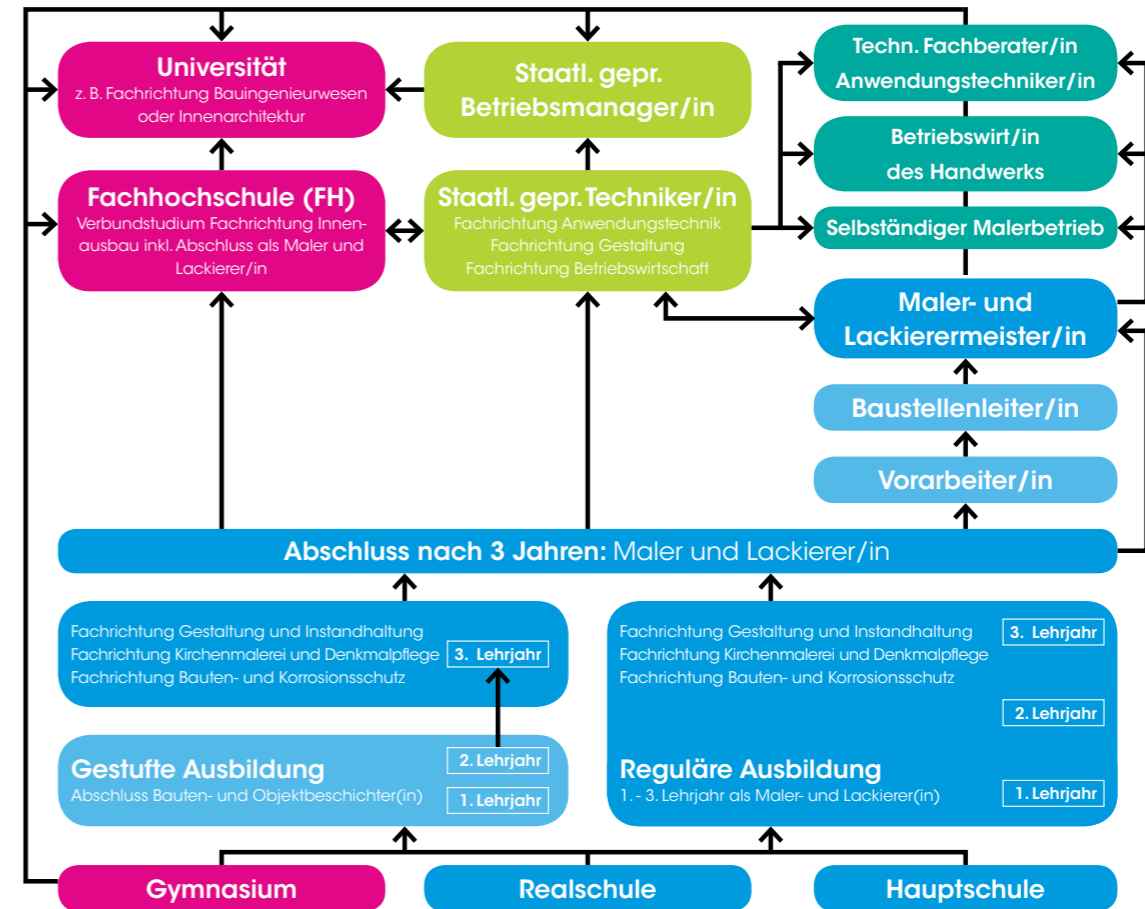 Universität
z. B. Fachrichtung Bauingenieurwesen
oder Innenarchitektur
Staatl. gepr.
Betriebsmanager/in
Techn. Fachberater/in
Anwendungstechniker/in
Betriebswirt/in
des Handwerks
Fachhochschule (FH)
Verbundstudium Fachrichtung Innen-
ausbau inkl. Abschluss als Maler und
Lackierer/in
Staatl. gepr. Techniker/in
Fachrichtung Anwendungstechnik
Fachrichtung Gestaltung
Fachrichtung Betriebswirtschaft
Selbständiger Malerbetrieb
Maler- und
Lackierermeister/in
Baustellenleiter/in
Vorarbeiter/in
Abschluss nach 3 Jahren: Maler und Lackierer/in
Fachrichtung Gestaltung und Instandhaltung
Fachrichtung Kirchenmalerei und Denkmalpflege
Fachrichtung Bauten- und Korrosionsschutz
3. Lehrjahr
Gestufte Ausbildung
Abschluss Bauten- und Objektbeschichter(in)
2. Lehrjahr
1. Lehrjahr
Fachrichtung Gestaltung und Instandhaltung
Fachrichtung Kirchenmalerei und Denkmalpflege
Fachrichtung Bauten- und Korrosionsschutz
3. Lehrjahr
2. Lehrjahr
Reguläre Ausbildung
1. - 3. Lehrjahr als Maler- und Lackierer(in)
1. Lehrjahr
Gymnasium
Realschule
Hauptschule